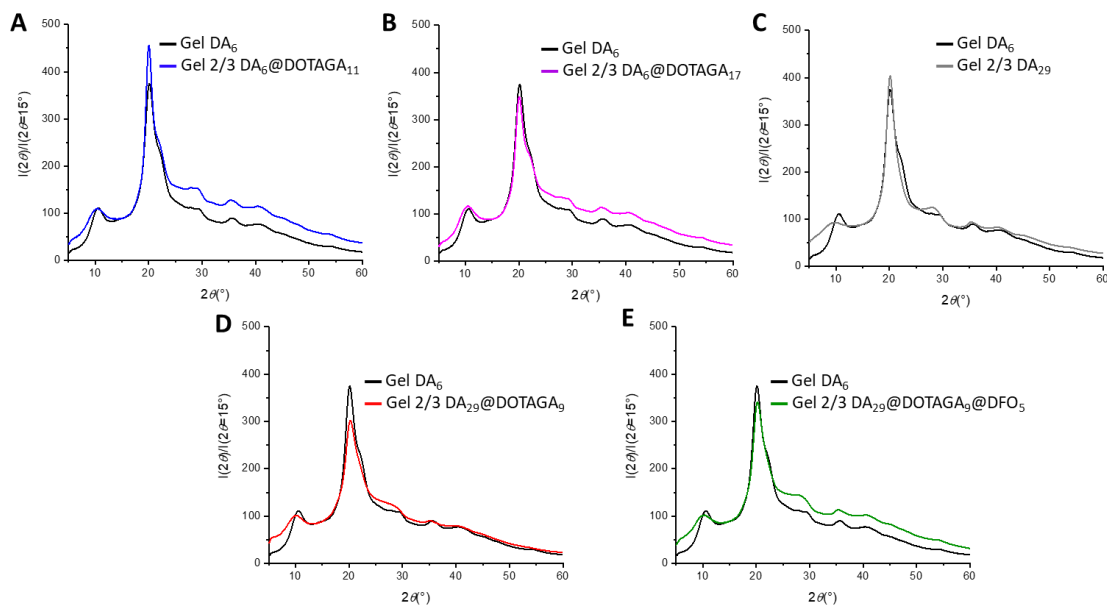 A
Gel DA₆
Gel 2/3 DA₆@DOTAGA₁₁
I(2θ)/I(2θ=15°)
500
400
300
200
100
0
10 20 30 40 50 60
2θ(°)
B
Gel DA₆
Gel 2/3 DA₆@DOTAGA₁₇
I(2θ)/I(2θ=15°)
500
400
300
200
100
0
10 20 30 40 50 60
2θ(°)
C
Gel DA₆
Gel 2/3 DA₂₉
I(2θ)/I(2θ=15°)
500
400
300
200
100
0
10 20 30 40 50 60
2θ(°)
D
Gel DA₆
Gel 2/3 DA₂₉@DOTAGA₉
I(2θ)/I(2θ=15°)
500
400
300
200
100
0
10 20 30 40 50 60
2θ(°)
E
Gel DA₆
Gel 2/3 DA₂₉@DOTAGA₉@DFO₅
I(2θ)/I(2θ=15°)
500
400
300
200
100
0
10 20 30 40 50 60
2θ(°)